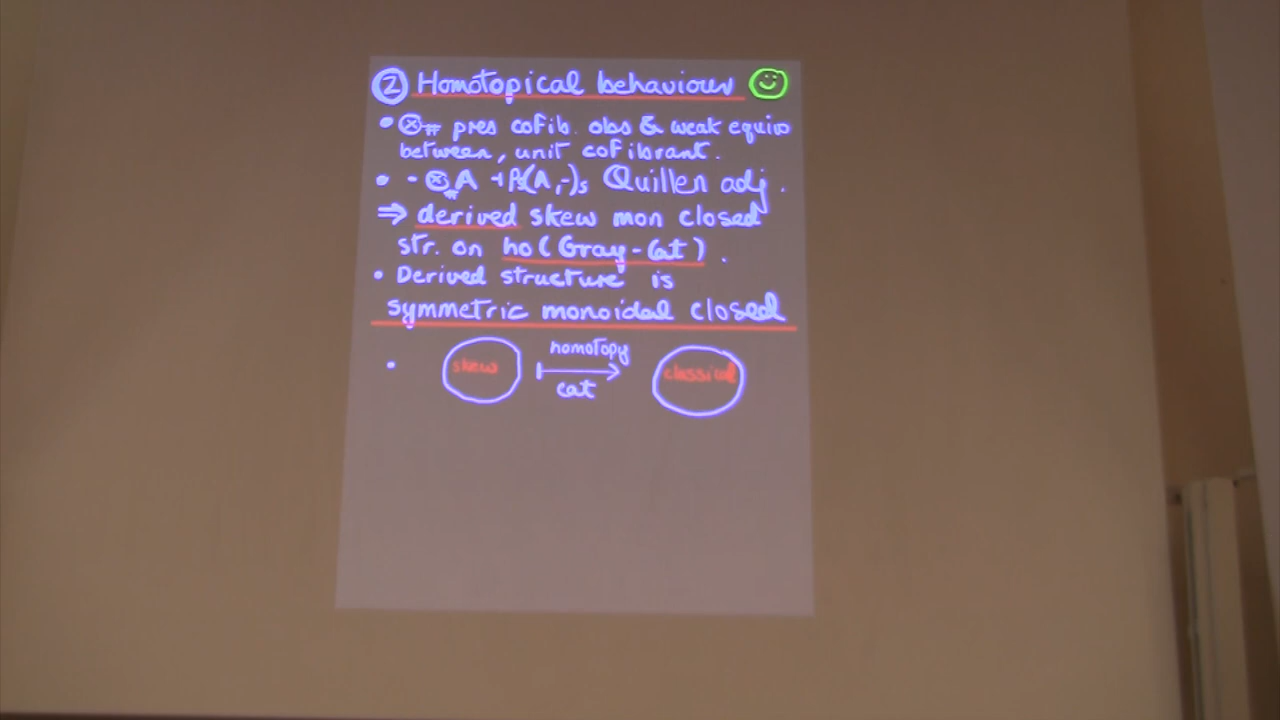 ② Homotopical behaviour
• ⊗# pres cofib. obs & weak equivs
between, unit cofibrant.
• - ⊗# A ⊣ Ps(A,-)s Quillen adj.
⇒ derived skew mon closed
str. on ho(Gray-Cat).
• Derived structure is
symmetric monoidal closed
• skew homotopy cat classical